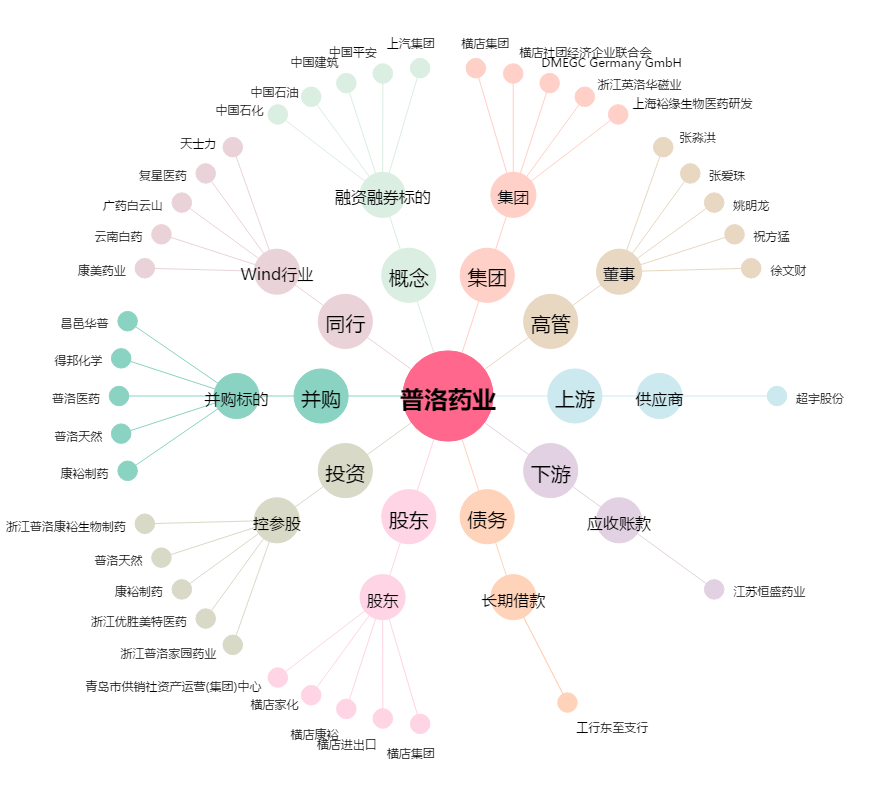 上汽集团
横店集团
中国平安
横店社团经济企业联合会
中国建筑
DMEGC Germany GmbH
中国石油
浙江英洛华磁业
中国石化
上海裕缘生物医药研发
天士力
张淼洪
复星医药
张爱珠
融资融券标的
集团
广药白云山
姚明龙
云南白药
祝方猛
康美药业
Wind行业
概念
集团
董事
徐文财
昌邑华普
同行
高管
得邦化学
普洛医药
并购标的
并购
普洛药业
上游
供应商
超宇股份
普洛天然
康裕制药
投资
下游
浙江普洛康裕生物制药
控参股
股东
债务
应收账款
普洛天然
康裕制药
江苏恒盛药业
股东
长期借款
浙江优胜美特医药
浙江普洛家园药业
青岛市供销社资产运营(集团)中心
横店家化
工行东至支行
横店康裕
横店进出口
横店集团